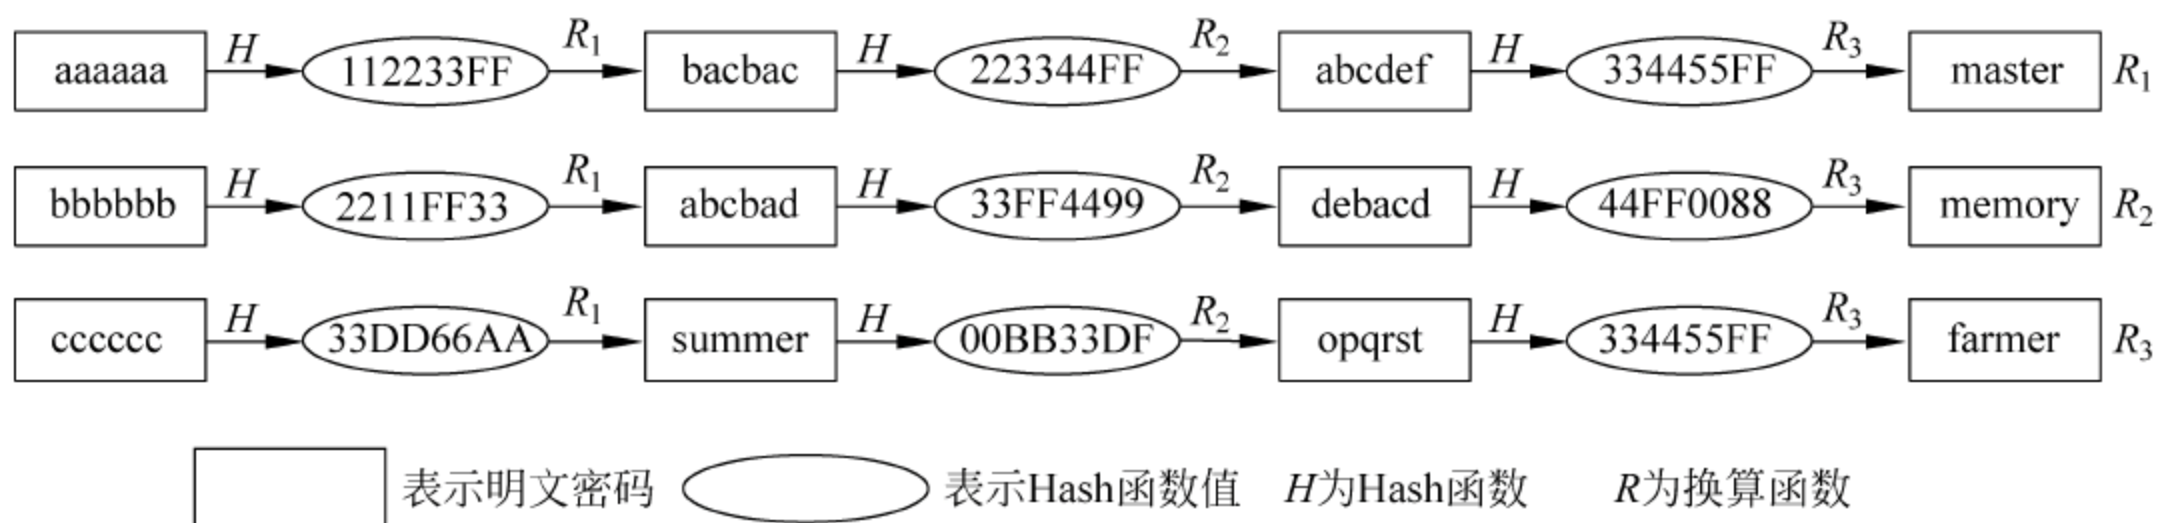 H R₁ H R₂ H R₃
aaaaaa 112233FF bacbac 223344FF abcdef 334455FF master R₁
H R₁ H R₂ H R₃
bbbbbb 2211FF33 abcbad 33FF4499 debacd 44FF0088 memory R₂
H R₁ H R₂ H R₃
cccccc 33DD66AA summer 00BB33DF opqrst 334455FF farmer R₃
表示明文密码 表示Hash函数值 H为Hash函数 R为换算函数